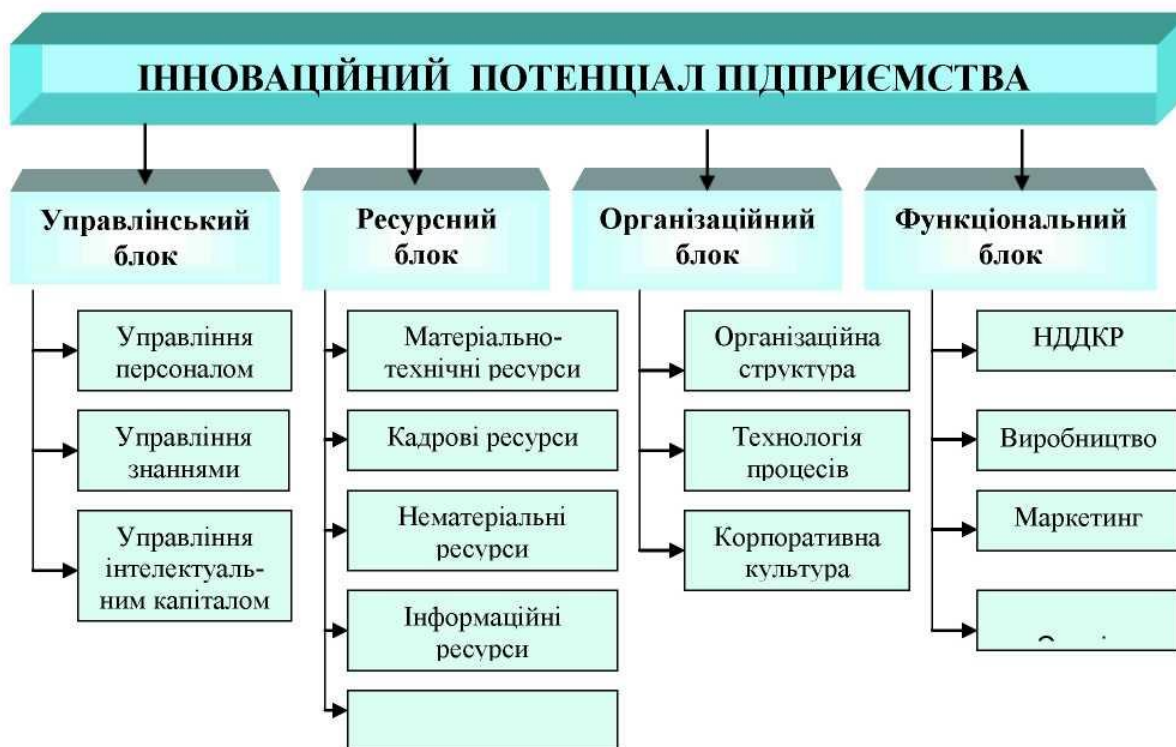 ІННОВАЦІЙНИЙ ПОТЕНЦІАЛ ПІДПРИЄМСТВА
Управлінський
блок
Управління
персоналом
Управління
знаннями
Управління
інтелектуаль-
ним капіталом
Ресурсний
блок
Матеріально-
технічні ресурси
Кадрові ресурси
Нематеріальні
ресурси
Інформаційні
ресурси
Організаційний
блок
Організаційна
структура
Технологія
процесів
Корпоративна
культура
Функціональний
блок
НДДКР
Виробництво
Маркетинг